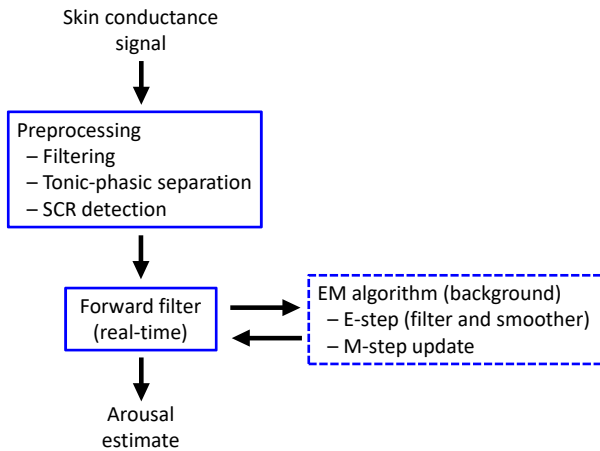 Skin conductance
signal
Preprocessing
– Filtering
– Tonic-phasic separation
– SCR detection
Forward filter
(real-time)
EM algorithm (background)
– E-step (filter and smoother)
– M-step update
Arousal
estimate